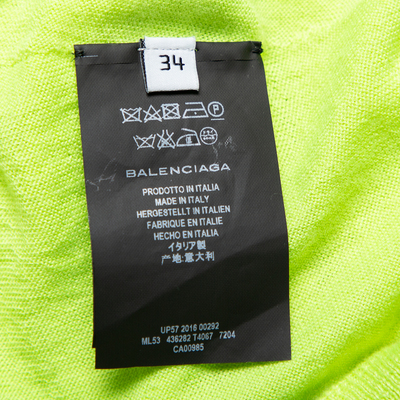 34
BALENCIAGA
PRODOTTO IN ITALIA
MADE IN ITALY
HERGESTELLT IN ITALIEN
FABRIQUE EN ITALIE
HECHO EN ITALIA
イタリア製
产地:意大利
UP57 2016 00292
ML53 436282 T4067 7204
CA00985